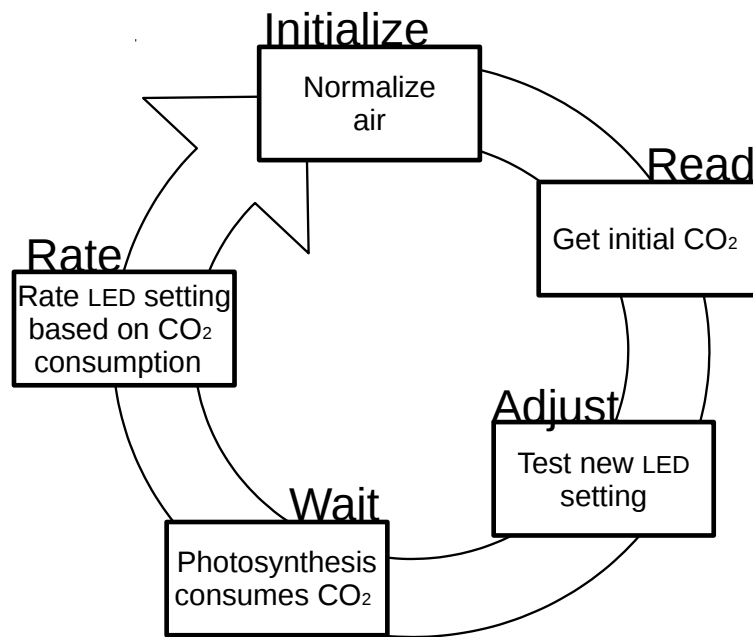 Initialize
Normalize
air
Read
Get initial CO₂
Adjust
Test new LED
setting
Wait
Photosynthesis
consumes CO₂
Rate
Rate LED setting
based on CO₂
consumption